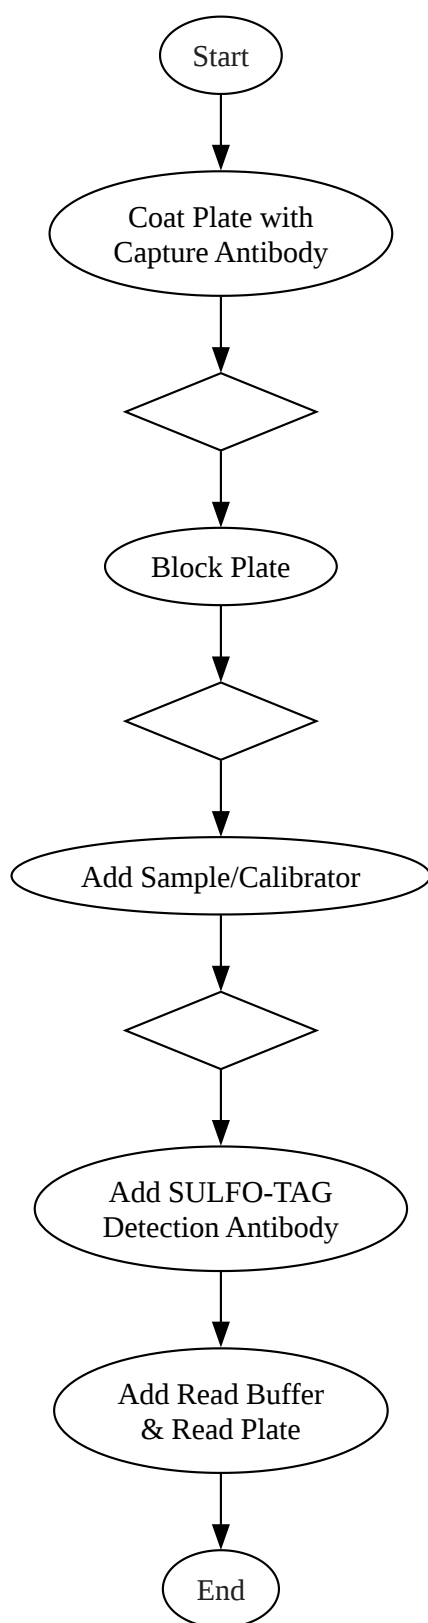 Start
Coat Plate with
Capture Antibody
Block Plate
Add Sample/Calibrator
Add SULFO-TAG
Detection Antibody
Add Read Buffer
& Read Plate
End